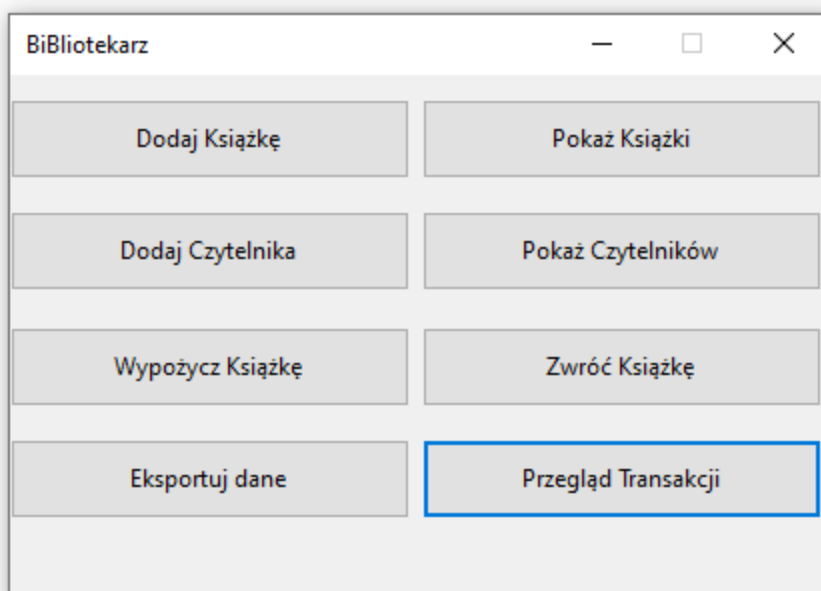 BiBliotekarz
Dodaj Książkę
Pokaż Książki
Dodaj Czytelnika
Pokaż Czytelników
Wypożycz Książkę
Zwróć Książkę
Eksportuj dane
Przegląd Transakcji